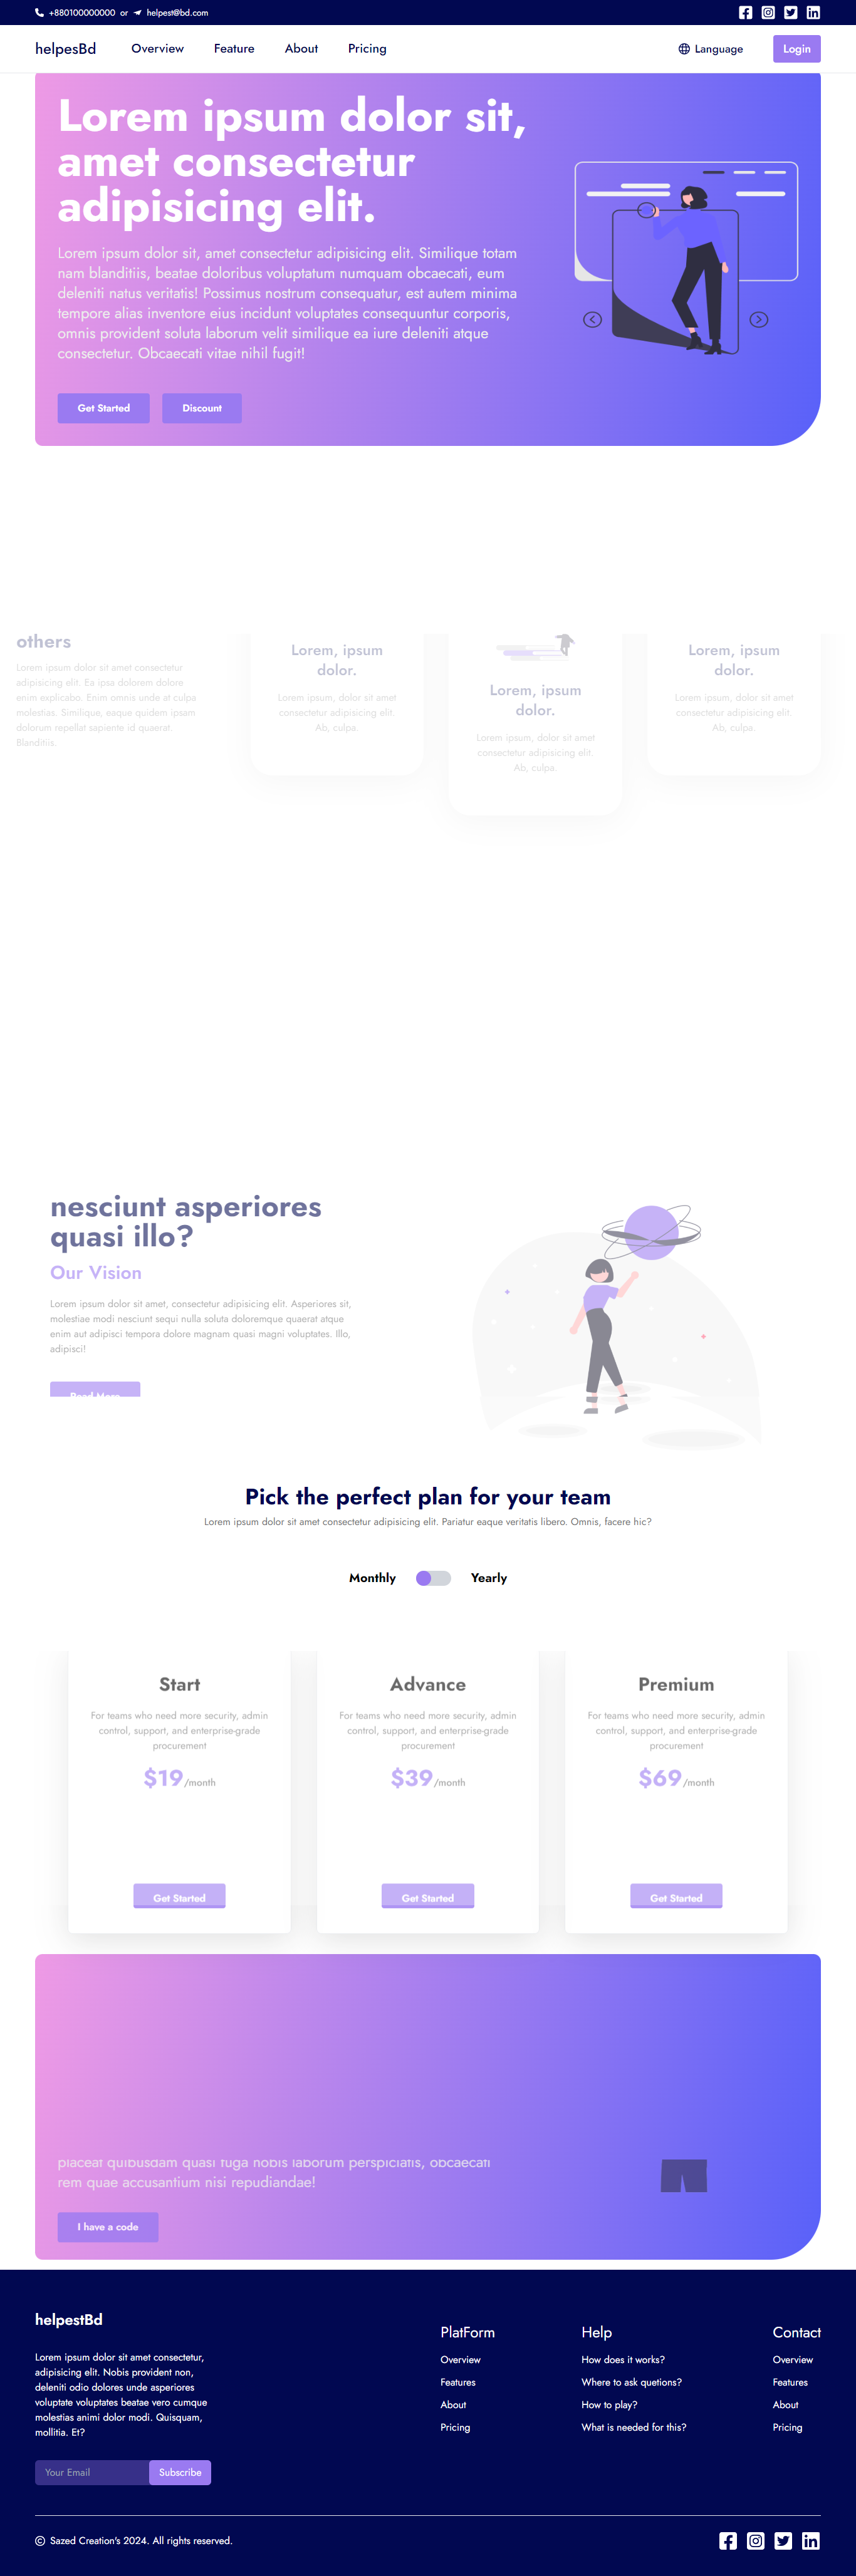 +880100000000 or helpest@bd.com
helpesBd Overview Feature About Pricing Language Login
Lorem ipsum dolor sit,
amet consectetur
adipisicing elit.
Lorem ipsum dolor sit, amet consectetur adipisicing elit. Similique totam
nam blanditiis, beatae doloribus voluptatum numquam obcaecati, eum
deleniti natus veritatis! Possimus nostrum consequatur, est autem minima
tempore alias inventore eius incidunt voluptates consequuntur corporis,
omnis provident soluta laborum velit similique ea iure deleniti atque
consectetur. Obcaecati vitae nihil fugit!
Get Started Discount
others
Lorem ipsum dolor sit amet consectetur
adipisicing elit. Ea ipsa dolorem dolore
enim explicabo. Enim omnis unde at culpa
molestias. Similique, eaque quidem ipsam
dolorum repellat sapiente id quaerat.
Blanditiis.
Lorem, ipsum
dolor.
Lorem ipsum, dolor sit amet
consectetur adipisicing elit.
Ab, culpa.
Lorem, ipsum
dolor.
Lorem ipsum, dolor sit amet
consectetur adipisicing elit.
Ab, culpa.
Lorem, ipsum
dolor.
Lorem ipsum, dolor sit amet
consectetur adipisicing elit.
Ab, culpa.
nesciunt asperiores
quasi illo?
Our Vision
Lorem ipsum dolor sit amet, consectetur adipisicing elit. Asperiores sit,
molestiae modi nesciunt sequi nulla soluta doloremque quaerat atque
enim aut adipisci tempora dolore magnam quasi magni voluptates. Illo,
adipisci!
Read More
Pick the perfect plan for your team
Lorem ipsum dolor sit amet consectetur adipisicing elit. Pariatur eaque veritatis libero. Omnis, facere hic?
Monthly Yearly
Start
For teams who need more security, admin
control, support, and enterprise-grade
procurement
$19/month
Get Started
Advance
For teams who need more security, admin
control, support, and enterprise-grade
procurement
$39/month
Get Started
Premium
For teams who need more security, admin
control, support, and enterprise-grade
procurement
$69/month
Get Started
placeat quibusdam quasi fuga nobis laborum perspiciatis, obcaecati
rem quae accusantium nisi repudiandae!
I have a code
helpestBd
Lorem ipsum dolor sit amet consectetur,
adipisicing elit. Nobis provident non,
deleniti odio dolores unde asperiores
voluptate voluptates beatae vero cumque
molestias animi dolor modi. Quisquam,
mollitia. Et?
Your Email Subscribe
PlatForm
Overview
Features
About
Pricing
Help
How does it works?
Where to ask quetions?
How to play?
What is needed for this?
Contact
Overview
Features
About
Pricing
© Sazed Creation's 2024. All rights reserved.